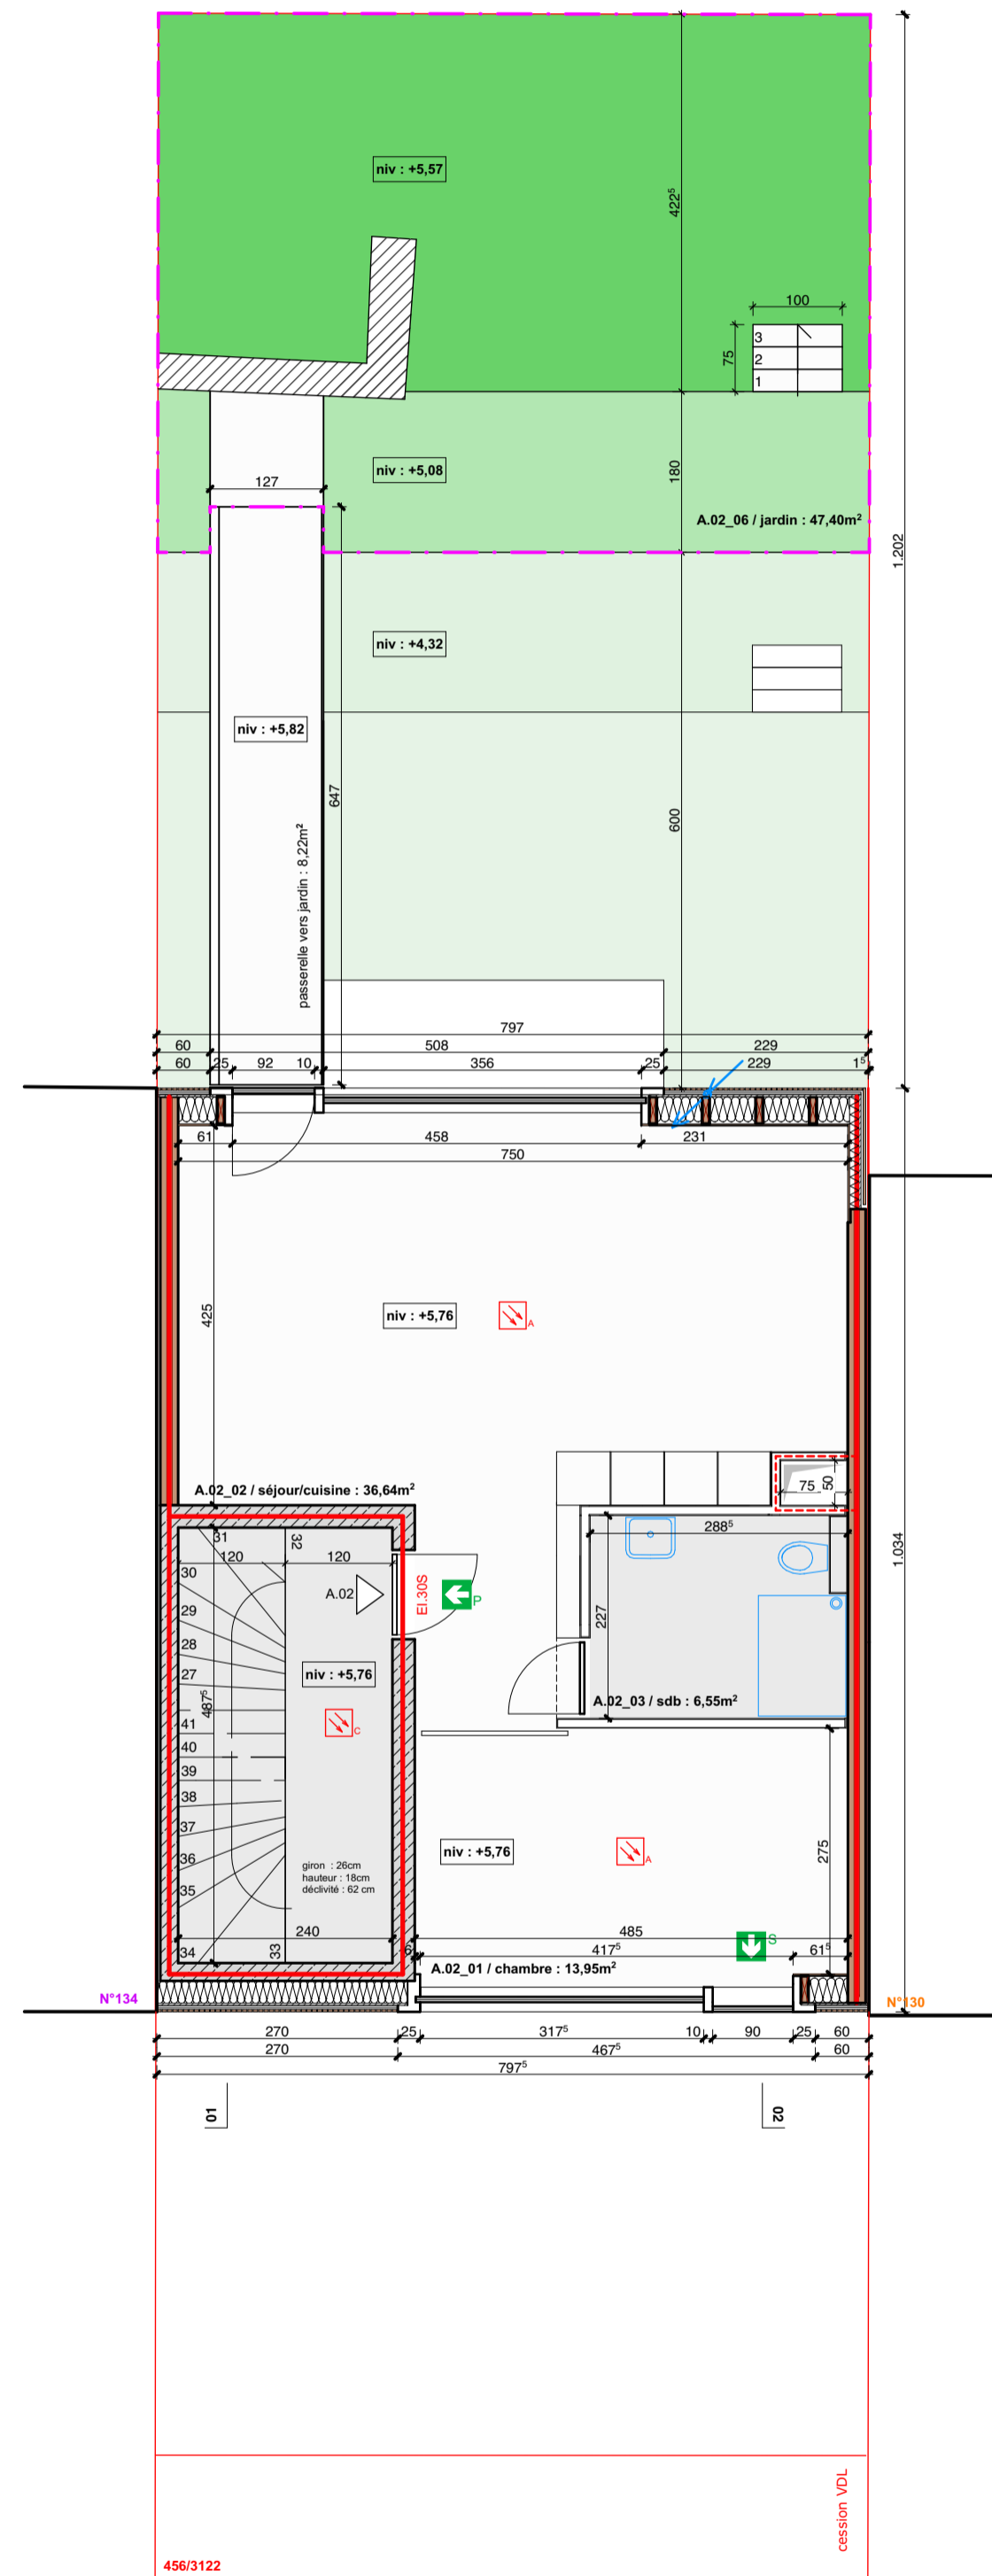 niv : +5,57
422⁵
100
3
2
1
75
niv : +5,08
180
127
A.02_06 / jardin : 47,40m²
1.202
niv : +4,32
niv : +5,82
647
600
passerelle vers jardin : 8,22m²
797
60
508
229
60
25
92
10
356
25
229
1⁵
61
458
231
750
425
niv : +5,76
A
A.02_02 / séjour/cuisine : 36,64m²
75
50
288⁵
31
32
120
120
30
A.02
EI.30S
P
29
227
28
27
niv : +5,76
487⁵
A.02_03 / sdb : 6,55m²
41
C
40
39
38
37
36
35
niv : +5,76
A
275
giron : 26cm
hauteur : 18cm
déclivité : 62 cm
240
485
S
34
33
6
417⁵
61⁵
A.02_01 / chambre : 13,95m²
1.034
N°134
N°130
270
25
317⁵
10
90
25
60
270
467⁵
60
797⁵
01
02
cession VDL
456/3122